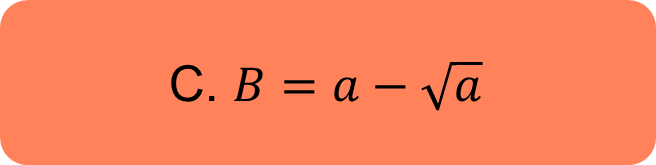 C. B = a − √a